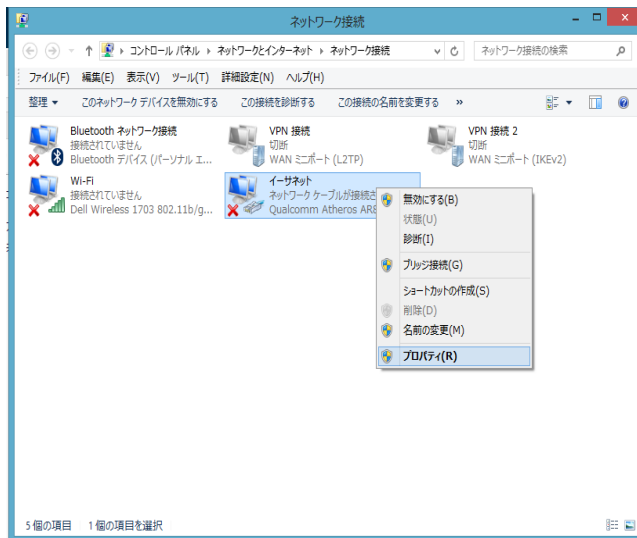 ネットワーク接続
コントロール パネル ▸ ネットワークとインターネット ▸ ネットワーク接続
ネットワーク接続の検索
ファイル(F) 編集(E) 表示(V) ツール(T) 詳細設定(N) ヘルプ(H)
整理 このネットワーク デバイスを無効にする この接続を診断する この接続の名前を変更する »
Bluetooth ネットワーク接続
接続されていません
Bluetooth デバイス (パーソナル エ...
VPN 接続
切断
WAN ミニポート (L2TP)
VPN 接続 2
切断
WAN ミニポート (IKEv2)
Wi-Fi
接続されていません
Dell Wireless 1703 802.11b/g...
イーサネット
ネットワーク ケーブルが接続さ
Qualcomm Atheros AR8
無効にする(B)
状態(U)
診断(I)
ブリッジ接続(G)
ショートカットの作成(S)
削除(D)
名前の変更(M)
プロパティ(R)
5 個の項目 1 個の項目を選択